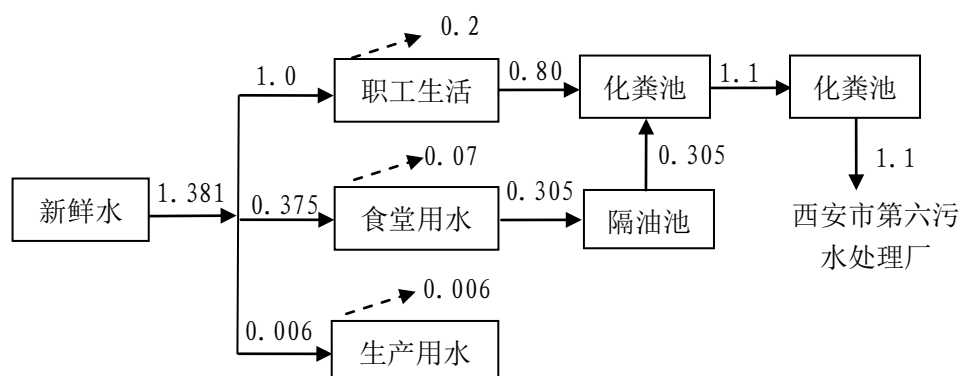 0.2
1.0
职工生活
0.80
化粪池
1.1
化粪池
0.07
0.305
1.1
新鲜水
1.381
0.375
食堂用水
0.305
隔油池
西安市第六污
水处理厂
0.006
0.006
生产用水